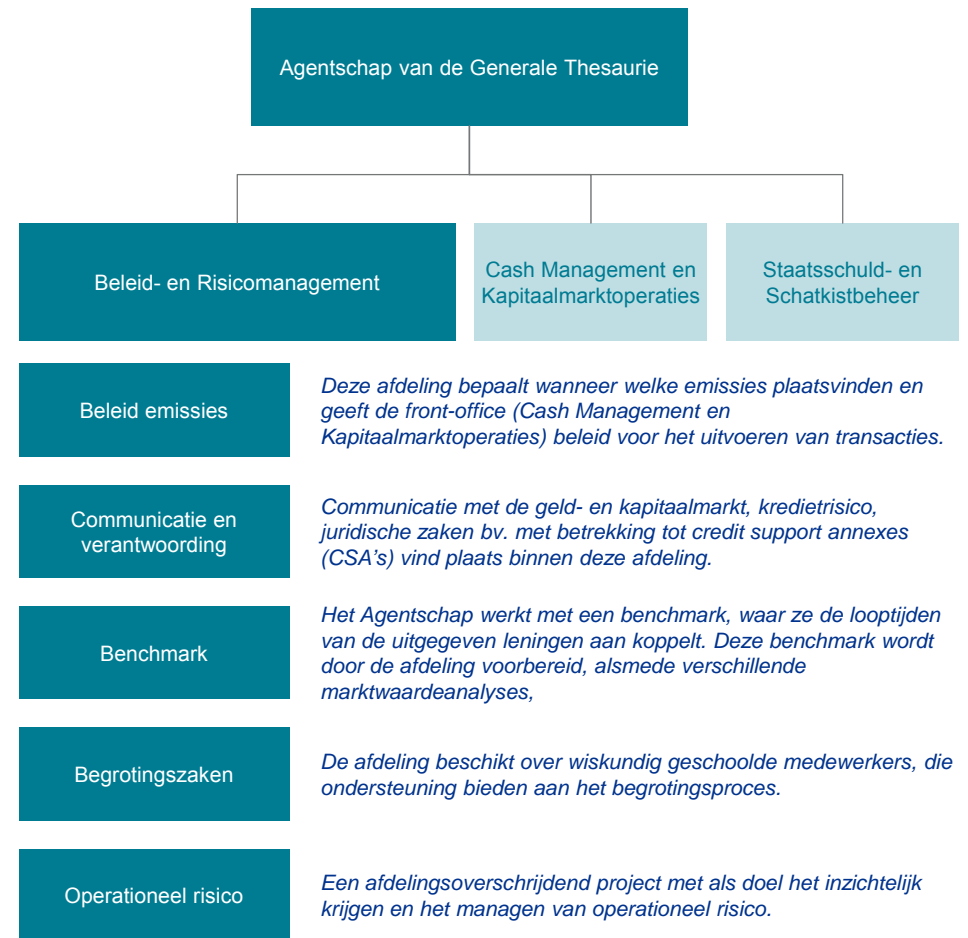 Agentschap van de Generale Thesaurie
Beleid- en Risicomanagement
Cash Management en
Kapitaalmarktoperaties
Staatsschuld- en
Schatkistbeheer
Beleid emissies
Deze afdeling bepaalt wanneer welke emissies plaatsvinden en
geeft de front-office (Cash Management en
Kapitaalmarktoperaties) beleid voor het uitvoeren van transacties.
Communicatie en
verantwoording
Communicatie met de geld- en kapitaalmarkt, kredietrisico,
juridische zaken bv. met betrekking tot credit support annexes
(CSA’s) vind plaats binnen deze afdeling.
Benchmark
Het Agentschap werkt met een benchmark, waar ze de looptijden
van de uitgegeven leningen aan koppelt. Deze benchmark wordt
door de afdeling voorbereid, alsmede verschillende
marktwaardeanalyses,
Begrotingszaken
De afdeling beschikt over wiskundig geschoolde medewerkers, die
ondersteuning bieden aan het begrotingsproces.
Operationeel risico
Een afdelingsoverschrijdend project met als doel het inzichtelijk
krijgen en het managen van operationeel risico.